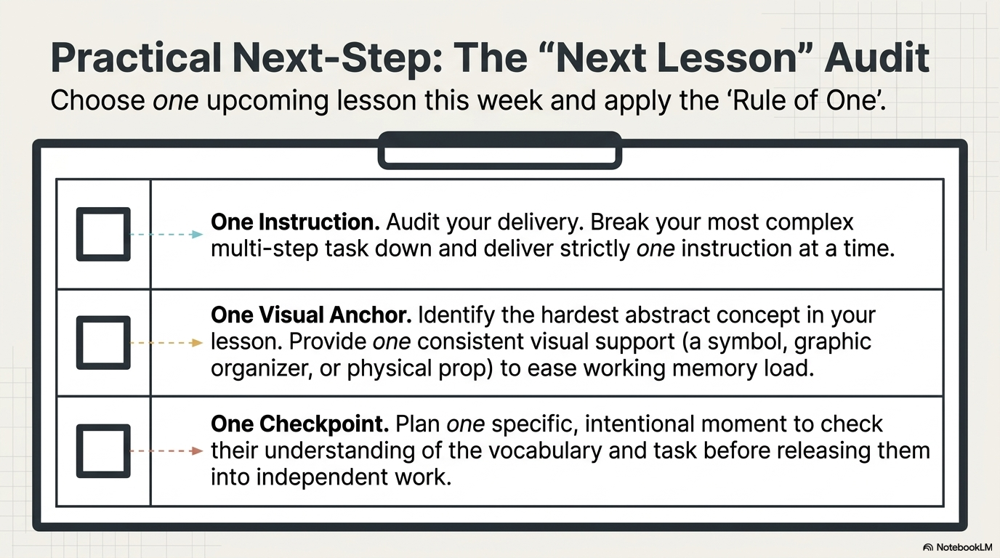 Practical Next-Step: The “Next Lesson” Audit
Choose one upcoming lesson this week and apply the ‘Rule of One’.
One Instruction. Audit your delivery. Break your most complex
multi-step task down and deliver strictly one instruction at a time.
One Visual Anchor. Identify the hardest abstract concept in your
lesson. Provide one consistent visual support (a symbol, graphic
organizer, or physical prop) to ease working memory load.
One Checkpoint. Plan one specific, intentional moment to check
their understanding of the vocabulary and task before releasing them
into independent work.
NotebookLM